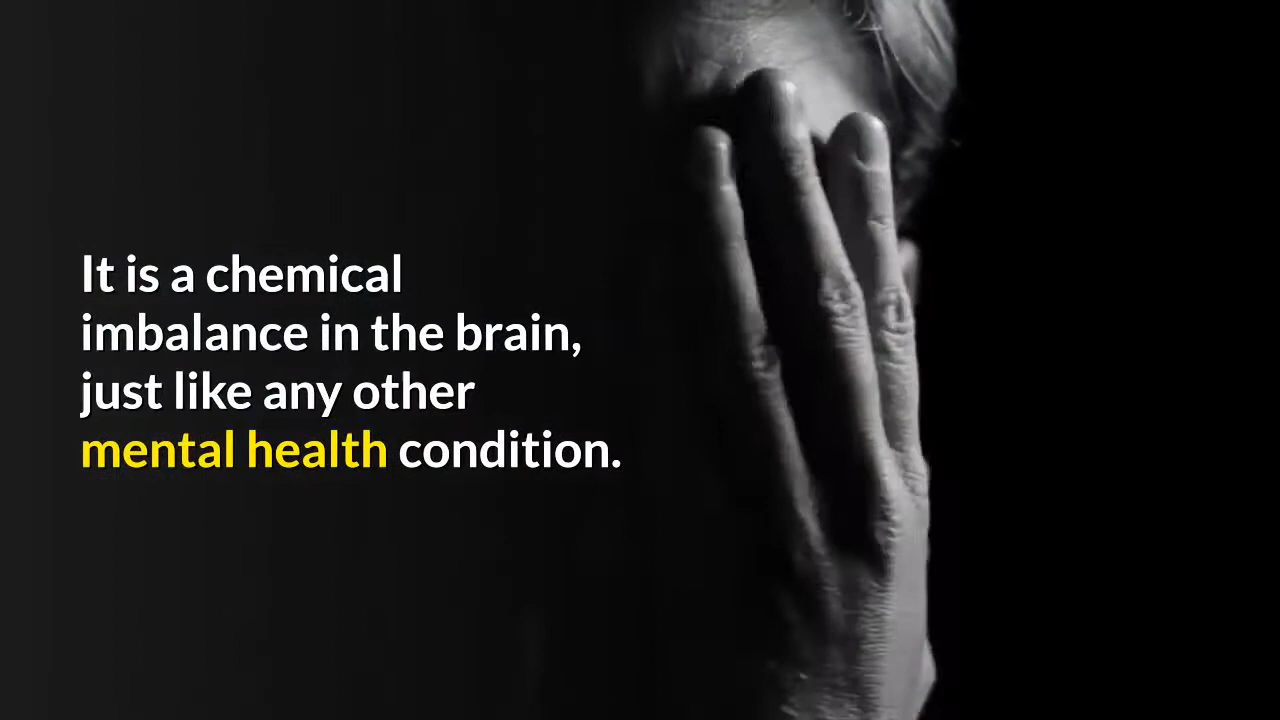 It is a chemical
imbalance in the brain,
just like any other
mental health condition.